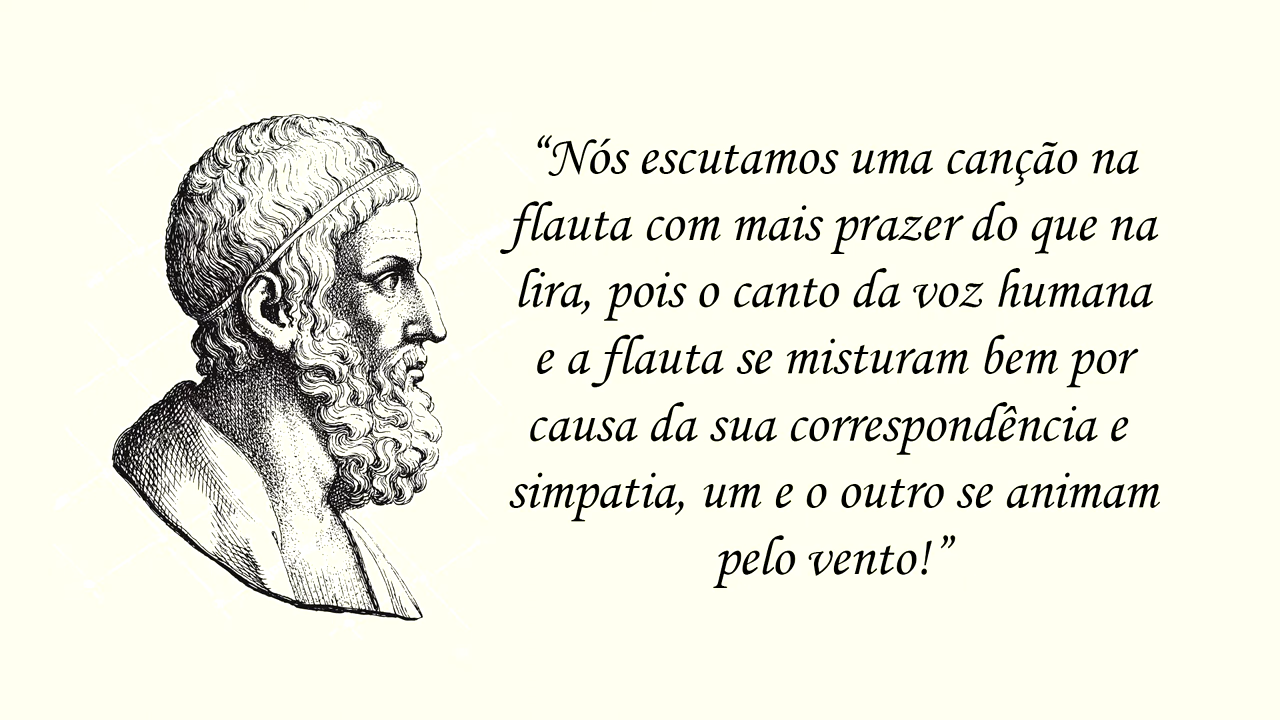 “Nós escutamos uma canção na
flauta com mais prazer do que na
lira, pois o canto da voz humana
e a flauta se misturam bem por
causa da sua correspondência e
simpatia, um e o outro se animam
pelo vento!”